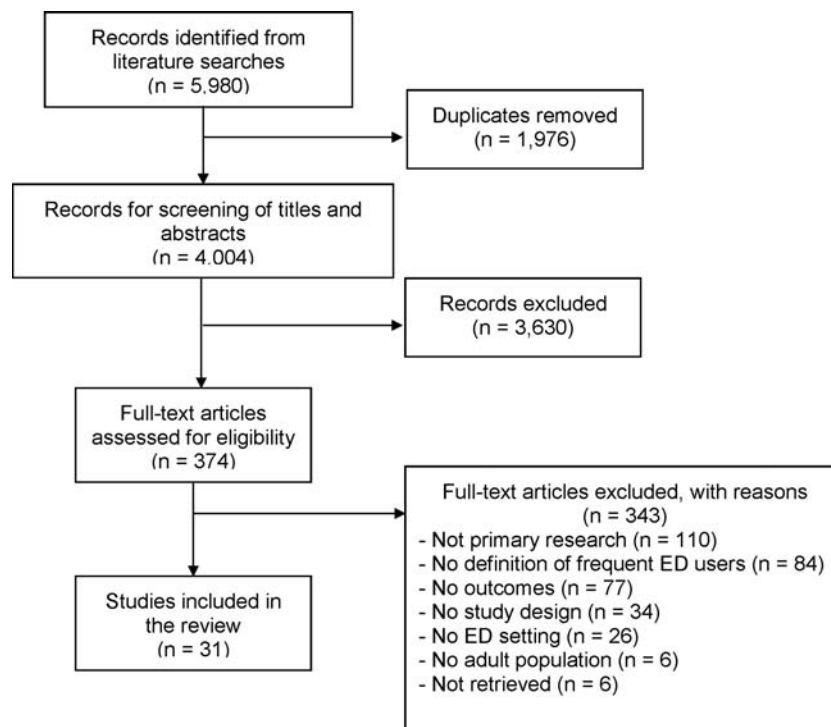 Records identified from
literature searches
(n = 5,980)
Duplicates removed
(n = 1,976)
Records for screening of titles and
abstracts
(n = 4.004)
Records excluded
(n = 3,630)
Full-text articles
assessed for eligibility
(n = 374)
Full-text articles excluded, with reasons
(n = 343)
- Not primary research (n = 110)
- No definition of frequent ED users (n = 84)
- No outcomes (n = 77)
- No study design (n = 34)
- No ED setting (n = 26)
- No adult population (n = 6)
- Not retrieved (n = 6)
Studies included in
the review
(n = 31)